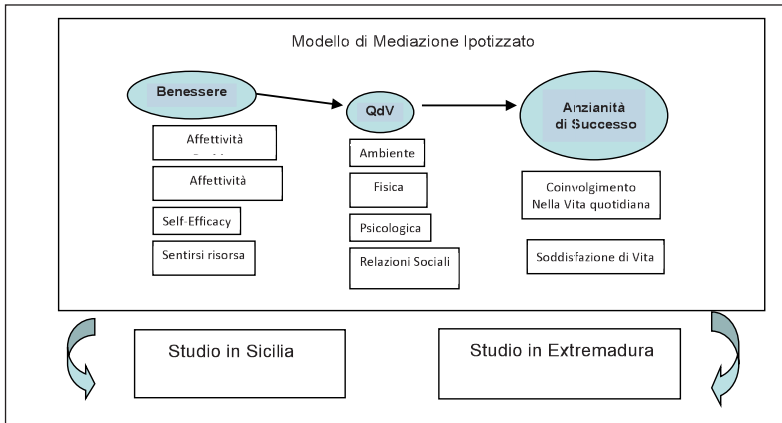 Modello di Mediazione Ipotizzato
Benessere
Affettività
Affettività
Self-Efficacy
Sentirsi risorsa
QdV
Ambiente
Fisica
Psicologica
Relazioni Sociali
Anzianità
di Successo
Coinvolgimento
Nella Vita quotidiana
Soddisfazione di Vita
Studio in Sicilia
Studio in Extremadura